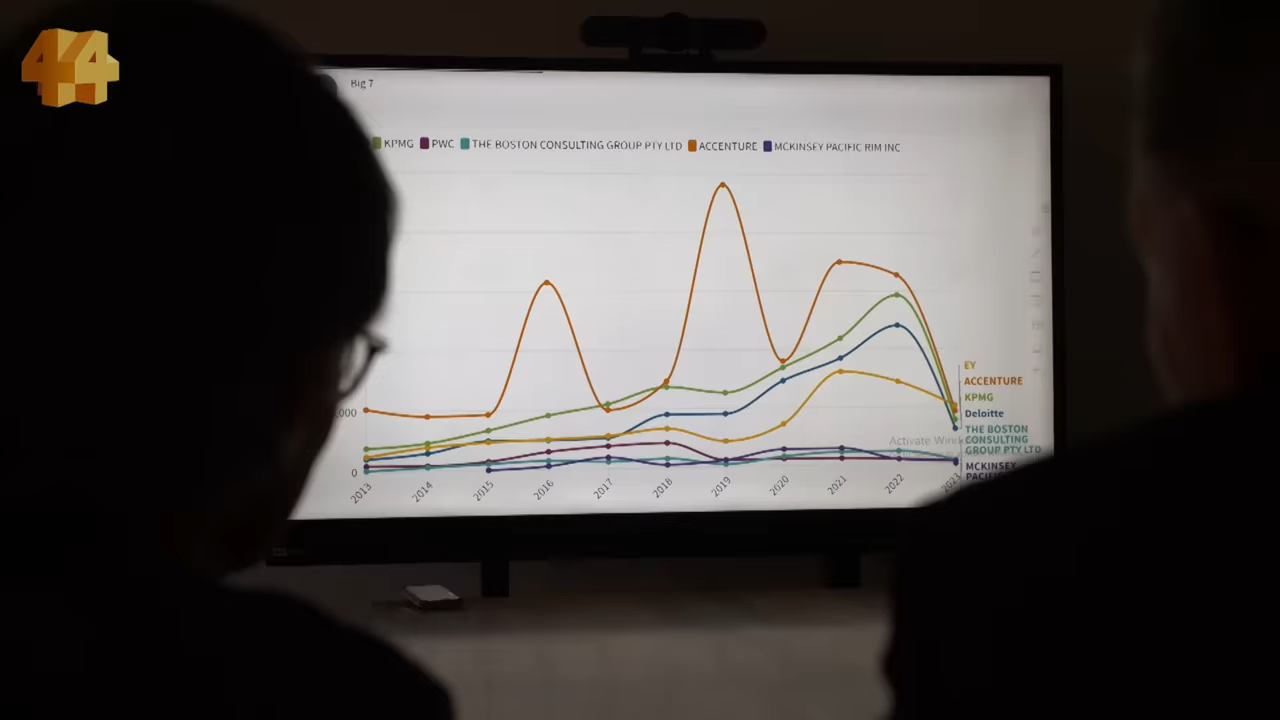 44
Big 7
KPMG PWC THE BOSTON CONSULTING GROUP PTY LTD ACCENTURE MCKINSEY PACIFIC RIM INC
EY
ACCENTURE
KPMG
,000
Deloitte
THE BOSTON
Activate Wind
CONSULTING
GROUP PTY LTD
MCKINSEY
0
2013 2014 2015 2016 2017 2018 2019 2020 2021 2022 2023